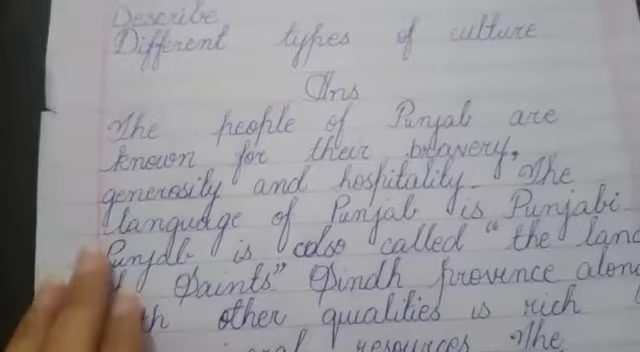 Describe
Different types of culture
Ans
The people of Punjab are
known for their bravery,
generosity and hospitality. The
language of Punjab is Punjabi.
Punjab is also called "the land
Saints" Sindh province along
other qualities is rich
resources. The